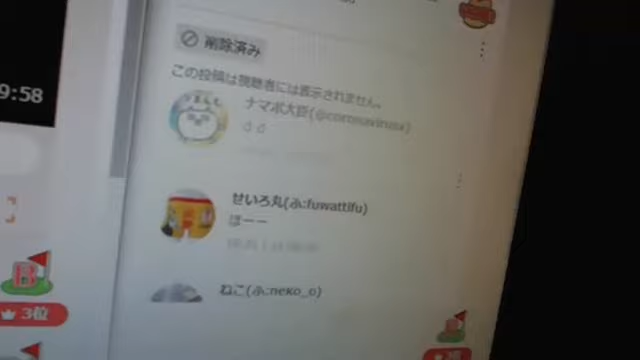 9:58
削除済み
この投稿は視聴者には表示されません。
ナマポ大臣(@coronavirusx)
せいろ丸(ふ:fuwattifu)
ほーー
ねこ(ふ:neko_o)
B
3位